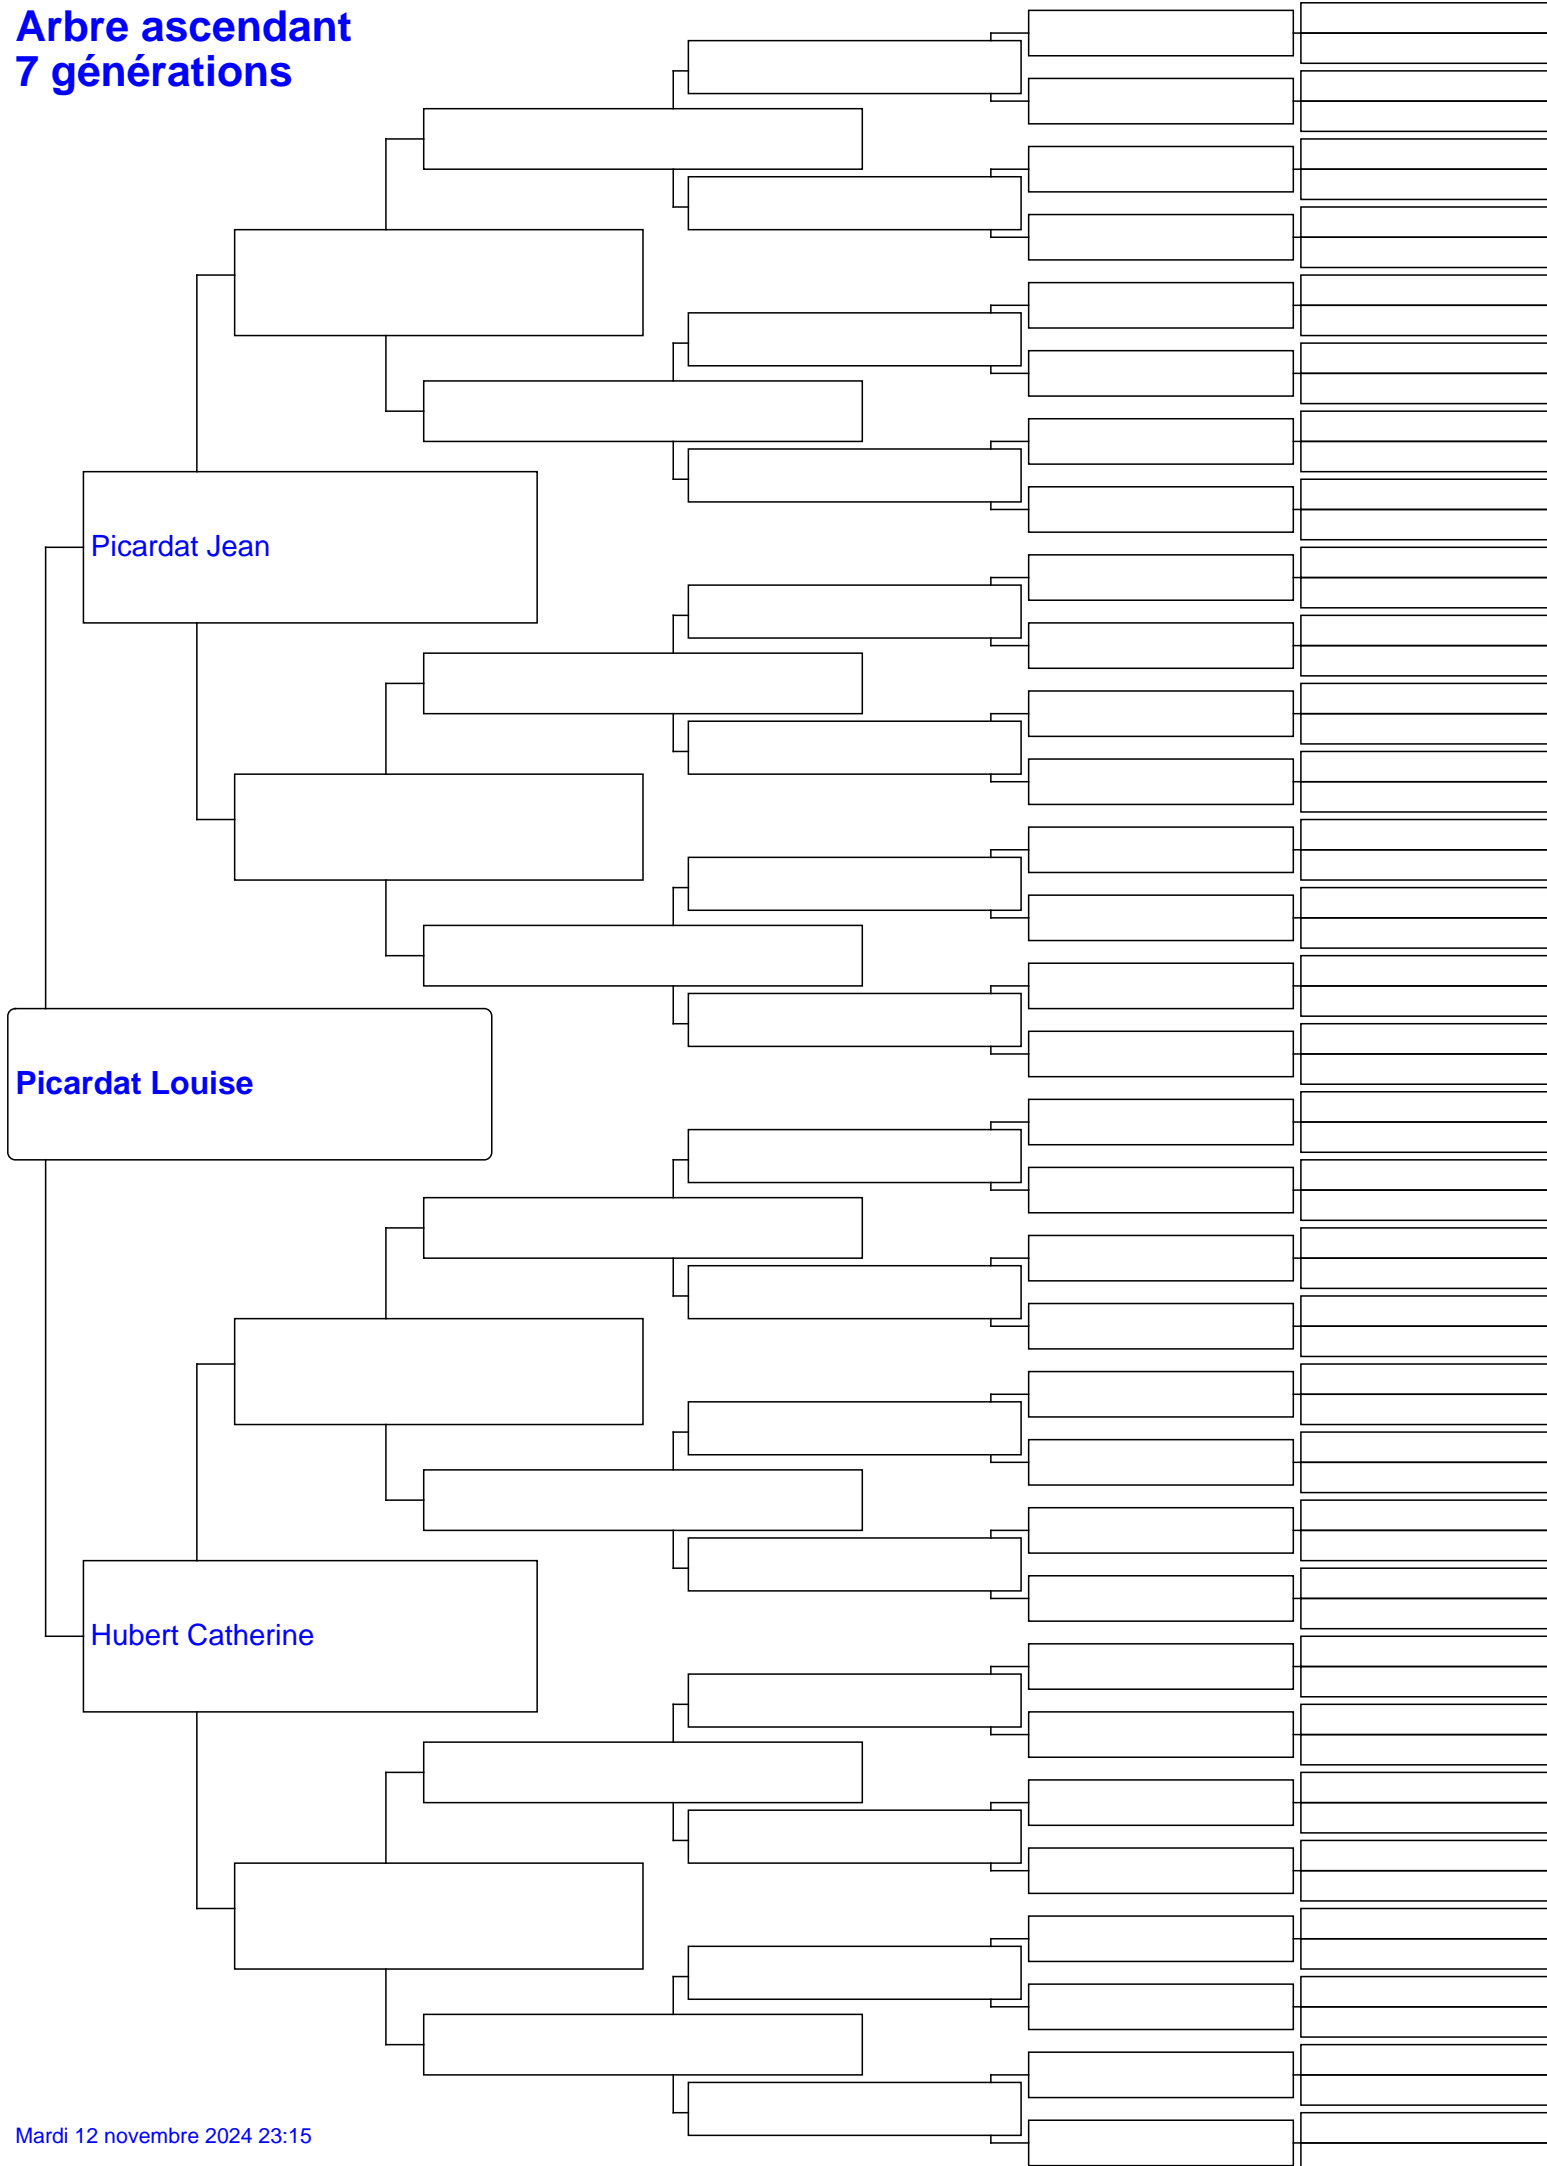 Arbre ascendant
7 générations
Picardat Jean
Picardat Louise
Hubert Catherine
Mardi 12 novembre 2024 23:15